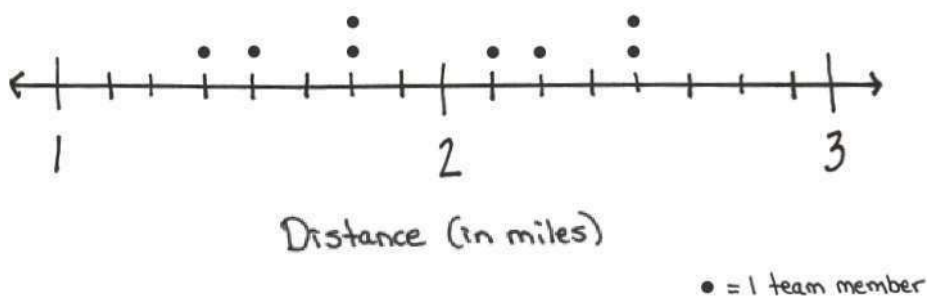 1 2 3
Distance (in miles)
• = 1 team member